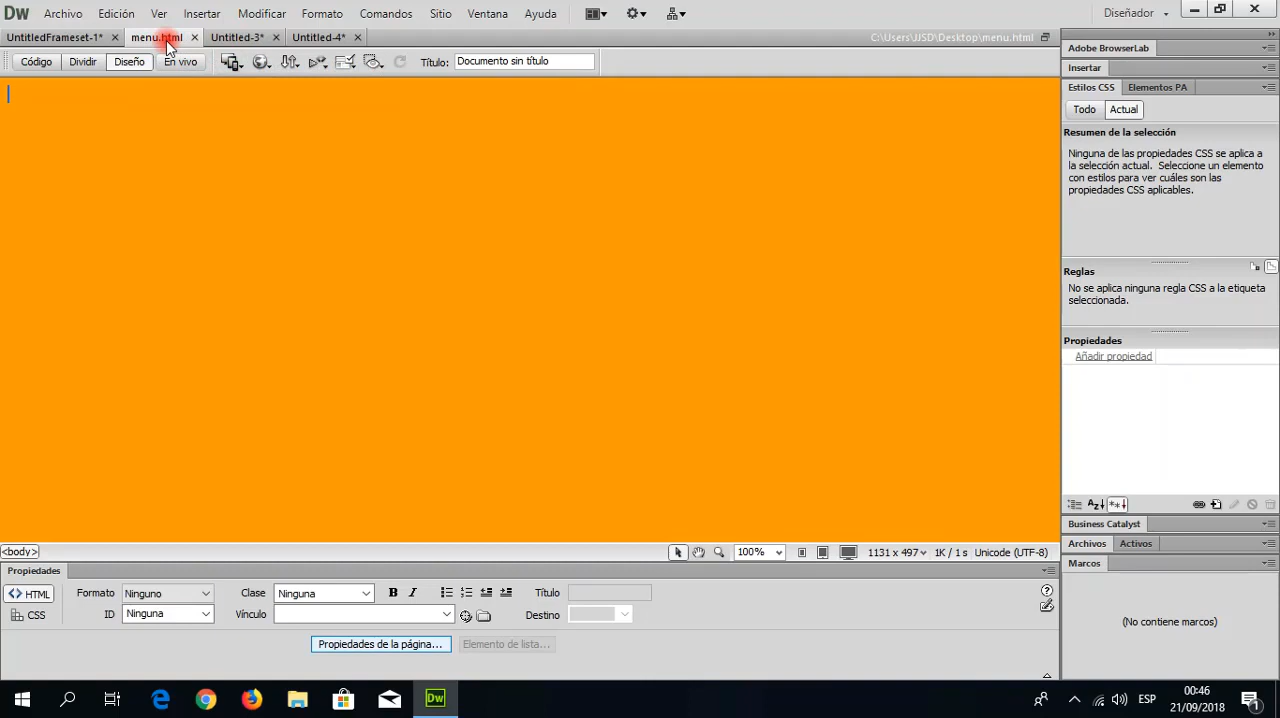 Dw Archivo Edición Ver Insertar Modificar Formato Comandos Sitio Ventana Ayuda Diseñador
UntitledFrameset-1* menu.html Untitled-3* Untitled-4* C:\Users\JJSD\Desktop\menu.html
Código Dividir Diseño En vivo Título: Documento sin título
Adobe BrowserLab
Insertar
Estilos CSS Elementos PA
Todo Actual
Resumen de la selección
Ninguna de las propiedades CSS se aplica a
la selección actual. Seleccione un elemento
con estilos para ver cuáles son las
propiedades CSS aplicables.
Reglas
No se aplica ninguna regla CSS a la etiqueta
seleccionada.
Propiedades
Añadir propiedad
Business Catalyst
Archivos Activos
Marcos
(No contiene marcos)
<body> 100% 1131 x 497 1K / 1 s Unicode (UTF-8)
Propiedades
<> HTML Formato Ninguno Clase Ninguna B I Título
CSS ID Ninguna Vínculo Destino
Propiedades de la página... Elemento de lista...
Dw ESP 00:46
21/09/2018 1